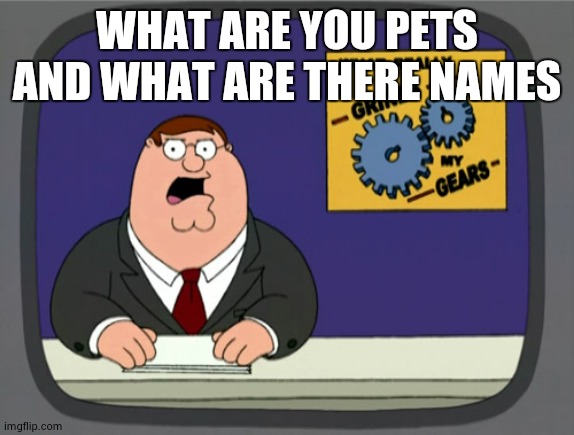 WHAT ARE YOU PETS
AND WHAT ARE THERE NAMES
MY
GEARS
imgflip.com